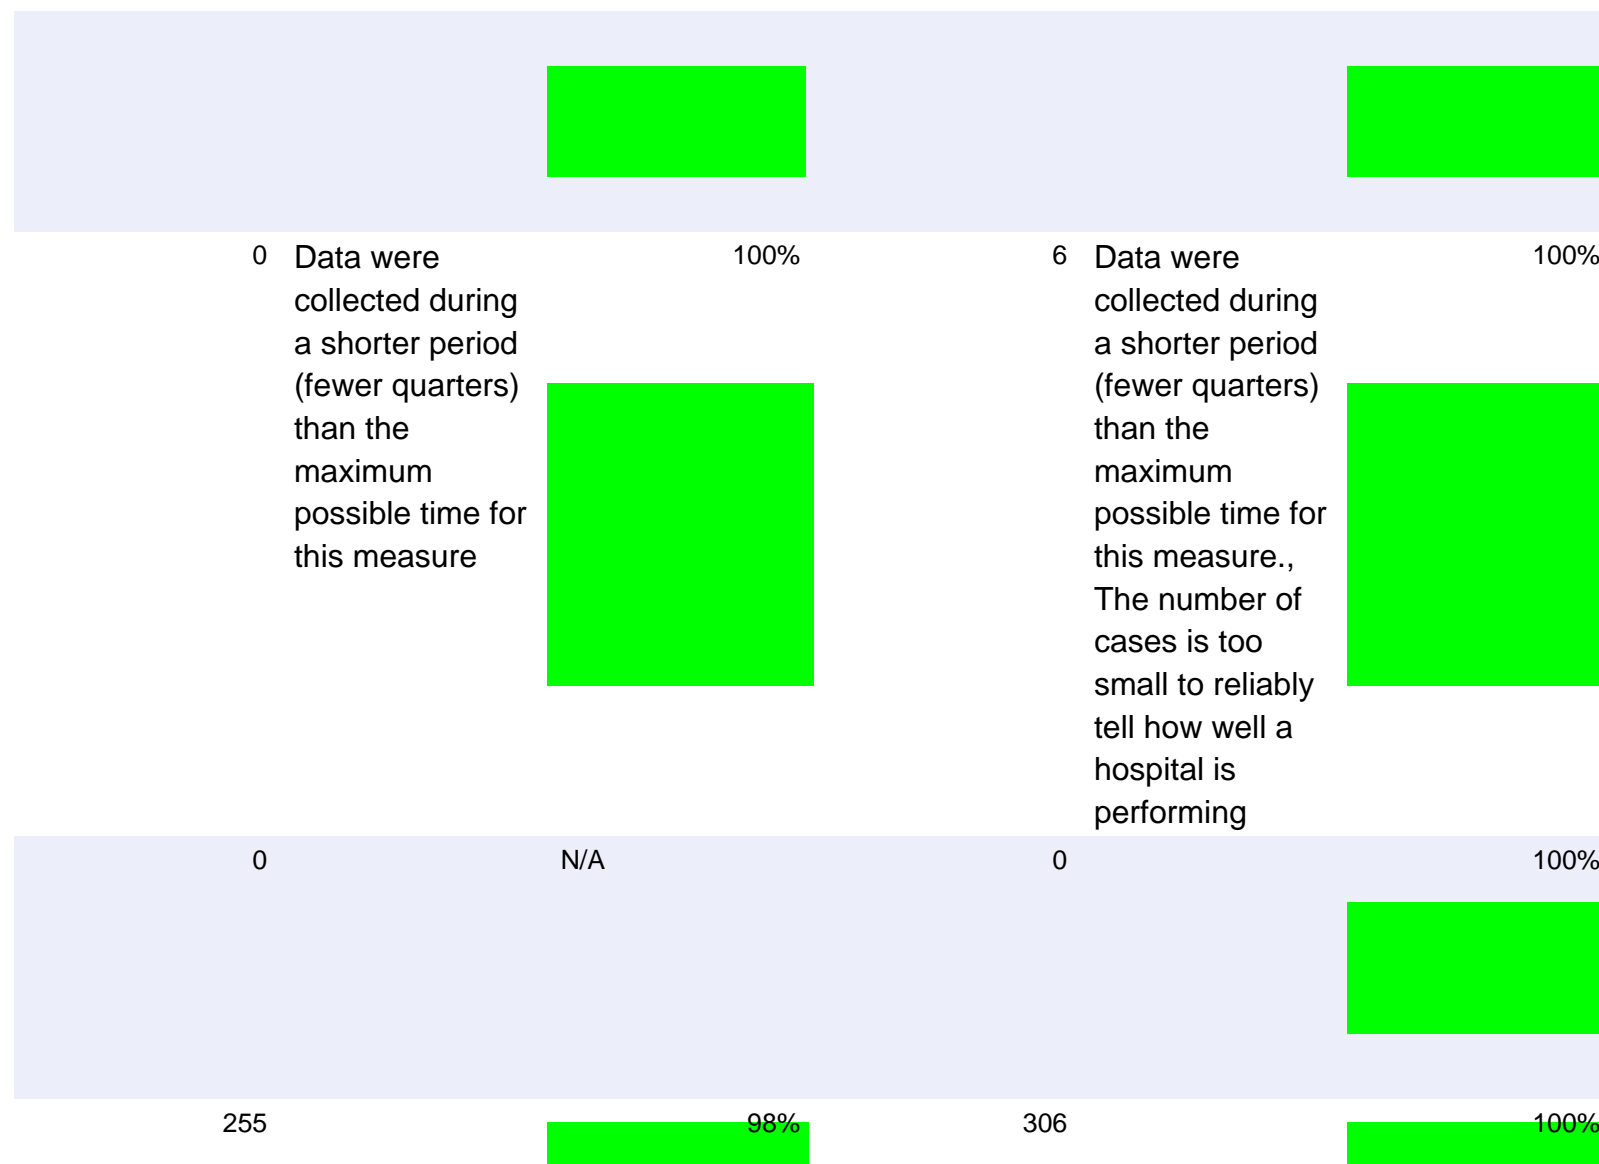 0 Data were 100% 6 Data were 100%
collected during collected during
a shorter period a shorter period
(fewer quarters) (fewer quarters)
than the than the
maximum maximum
possible time for possible time for
this measure this measure.,
The number of
cases is too
small to reliably
tell how well a
hospital is
performing
0 N/A 0 100%
255 98% 306 100%